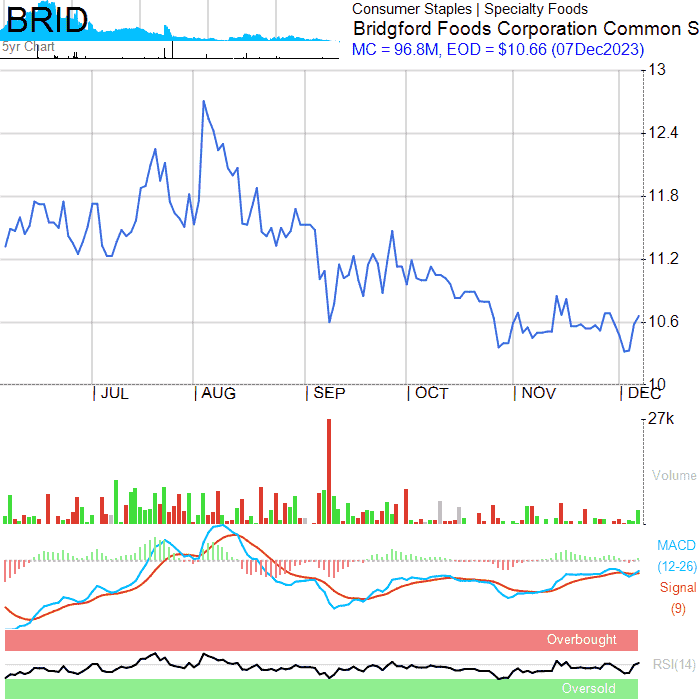 BRID
5yr Chart
Consumer Staples | Specialty Foods
Bridgford Foods Corporation Common S
MC = 96.8M, EOD = $10.66 (07Dec2023)
13
12.4
11.8
11.2
10.6
10
JUL AUG SEP OCT NOV DEC
27k
Volume
MACD
(12-26)
Signal
(9)
Overbought
RSI(14)
Oversold